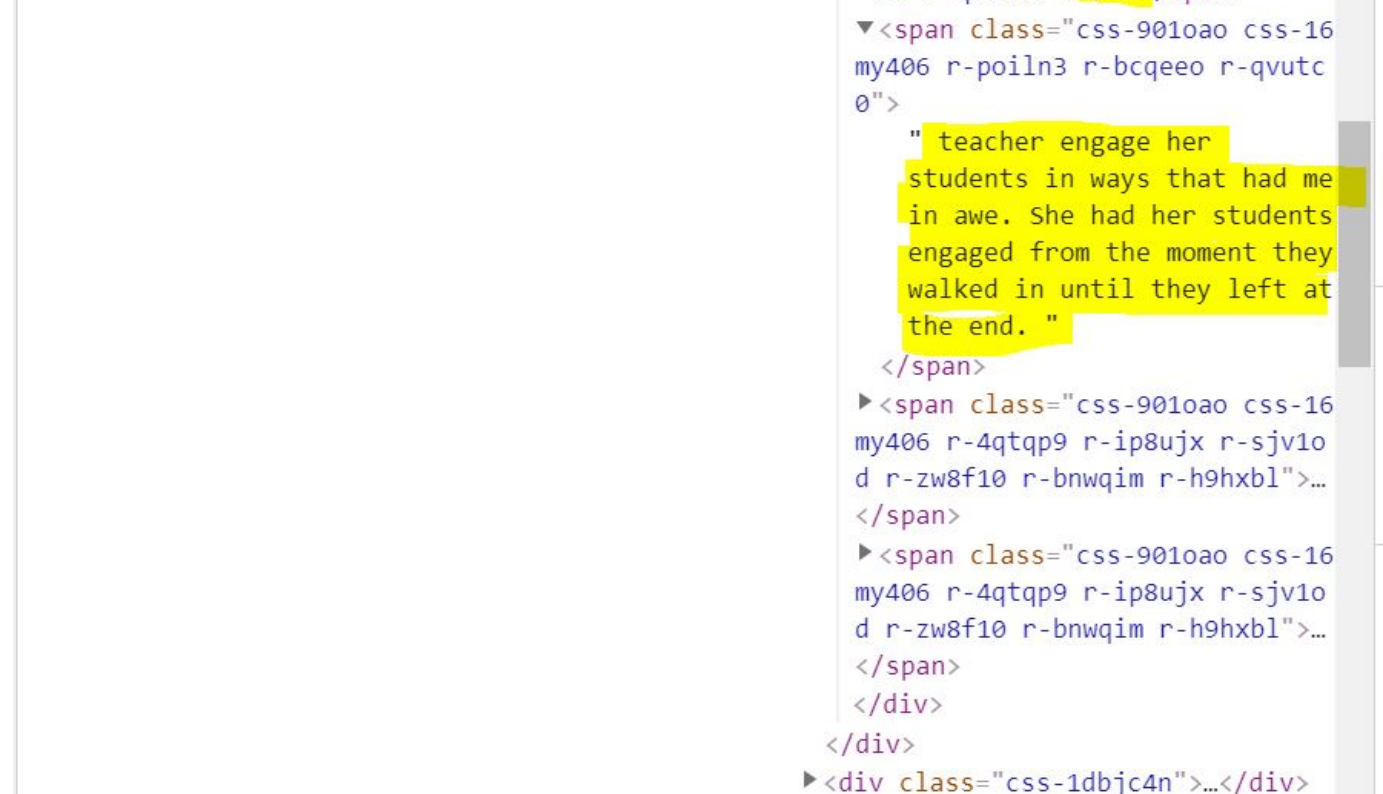 <span class="css-901oao css-16
my406 r-poiln3 r-bcqeeo r-qvutc
0">
" teacher engage her
students in ways that had me
in awe. She had her students
engaged from the moment they
walked in until they left at
the end. "
</span>
<span class="css-901oao css-16
my406 r-4qtqp9 r-ip8ujx r-sjv1o
d r-zw8f10 r-bnwqim r-h9hxbl">…
</span>
<span class="css-901oao css-16
my406 r-4qtqp9 r-ip8ujx r-sjv1o
d r-zw8f10 r-bnwqim r-h9hxbl">…
</span>
</div>
</div>
<div class="css-1dbjc4n">…</div>